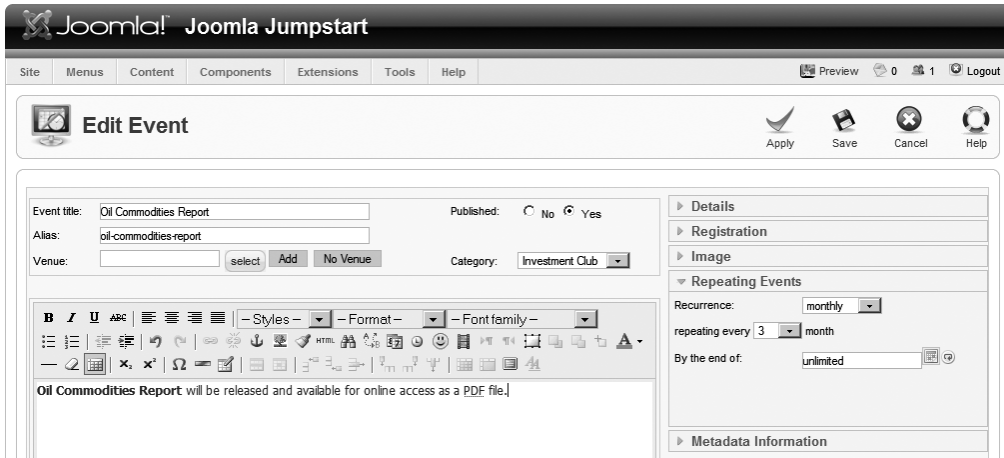 Joomla! Joomla Jumpstart
Site Menus Content Components Extensions Tools Help Preview 0 1 Logout
Edit Event
Apply Save Cancel Help
Event title: Oil Commodities Report
Published: No Yes
Alias: oil-commodities-report
Venue: select Add No Venue
Category: Investment Club
B I U ABC – Styles – – Format – – Font family –
HTML
x₂ x² Ω
Oil Commodities Report will be released and available for online access as a PDF file.
Details
Registration
Image
Repeating Events
Recurrence: monthly
repeating every 3 month
By the end of: unlimited
Metadata Information